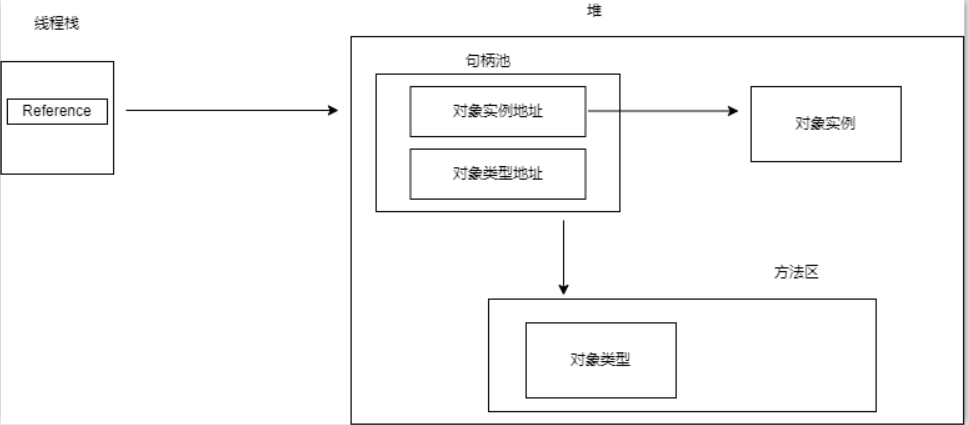 线程栈
堆
句柄池
Reference
对象实例地址
对象实例
对象类型地址
方法区
对象类型